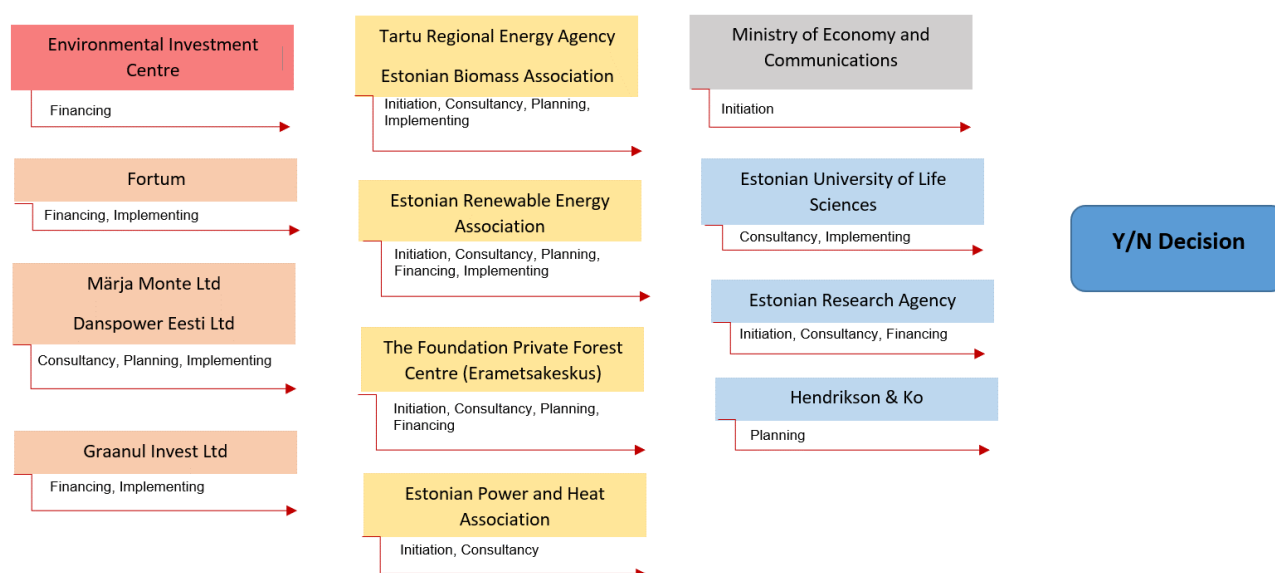 Environmental Investment
Centre
Financing
Fortum
Financing, Implementing
Märja Monte Ltd
Danspower Eesti Ltd
Consultancy, Planning, Implementing
Graanul Invest Ltd
Financing, Implementing
Tartu Regional Energy Agency
Estonian Biomass Association
Initiation, Consultancy, Planning,
Implementing
Estonian Renewable Energy
Association
Initiation, Consultancy, Planning,
Financing, Implementing
The Foundation Private Forest
Centre (Erametsakeskus)
Initiation, Consultancy, Planning,
Financing
Estonian Power and Heat
Association
Initiation, Consultancy
Ministry of Economy and
Communications
Initiation
Estonian University of Life
Sciences
Consultancy, Implementing
Estonian Research Agency
Initiation, Consultancy, Financing
Hendrikson & Ko
Planning
Y/N Decision